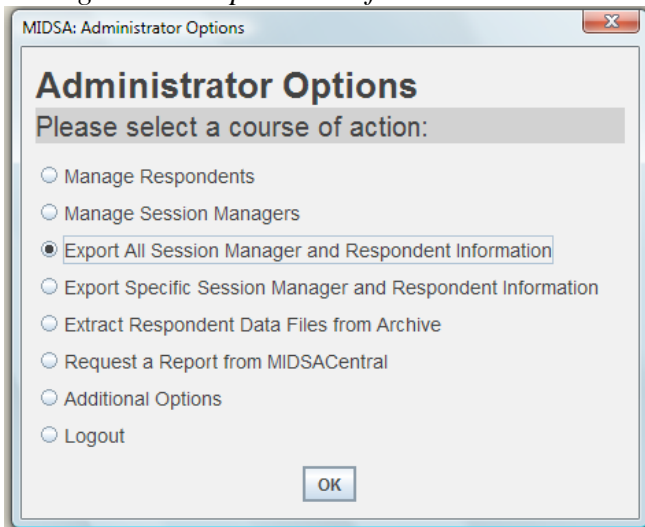 MIDSA: Administrator Options
Administrator Options
Please select a course of action:
Manage Respondents
Manage Session Managers
Export All Session Manager and Respondent Information
Export Specific Session Manager and Respondent Information
Extract Respondent Data Files from Archive
Request a Report from MIDSACentral
Additional Options
Logout
OK